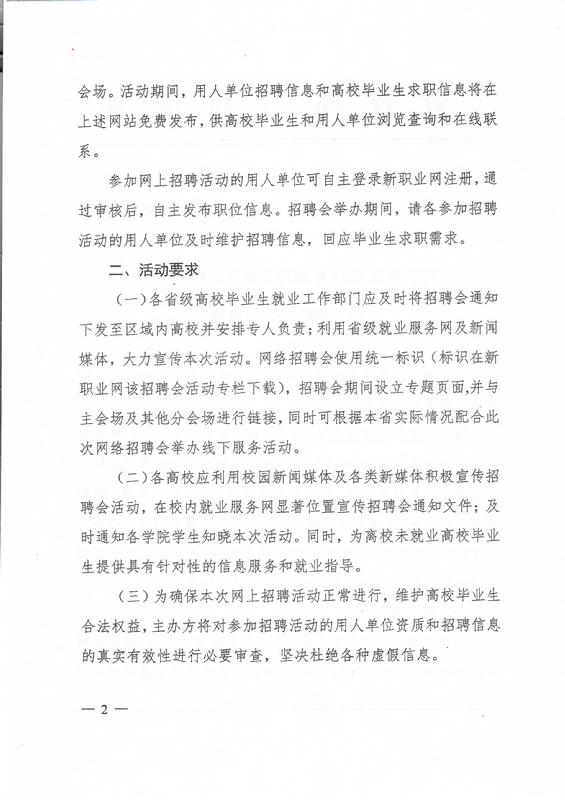 会场。活动期间，用人单位招聘信息和高校毕业生求职信息将在
上述网站免费发布，供高校毕业生和用人单位浏览查询和在线联
系。
参加网上招聘活动的用人单位可自主登录新职业网注册，通
过审核后，自主发布职位信息。招聘会举办期间，请各参加招聘
活动的用人单位及时维护招聘信息，回应毕业生求职需求。
二、活动要求
（一）各省级高校毕业生就业工作部门应及时将招聘会通知
下发至区域内高校并安排专人负责；利用省级就业服务网及新闻
媒体，大力宣传本次活动。网络招聘会使用统一标识（标识在新
职业网该招聘会活动专栏下载），招聘会期间设立专题页面，并与
主会场及其他分会场进行链接，同时可根据本省实际情况配合此
次网络招聘会举办线下服务活动。
（二）各高校应利用校园新闻媒体及各类新媒体积极宣传招
聘会活动，在校内就业服务网显著位置宣传招聘会通知文件；及
时通知各学院学生知晓本次活动。同时，为离校未就业高校毕业
生提供具有针对性的信息服务和就业指导。
（三）为确保本次网上招聘活动正常进行，维护高校毕业生
合法权益，主办方将对参加招聘活动的用人单位资质和招聘信息
的真实有效性进行必要审查，坚决杜绝各种虚假信息。
— 2 —